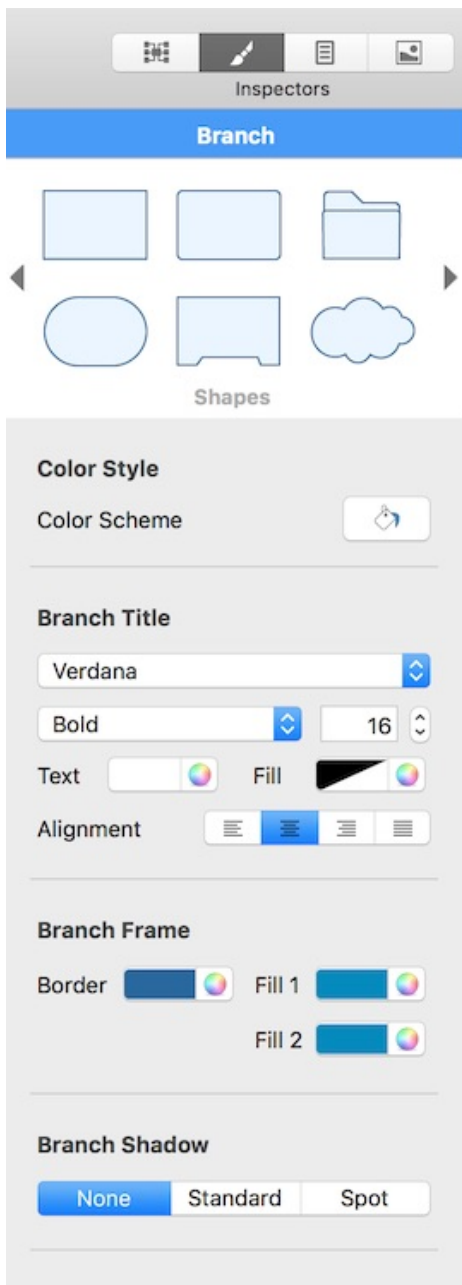 Inspectors
Branch
Shapes
Color Style
Color Scheme
Branch Title
Verdana
Bold 16
Text Fill
Alignment
Branch Frame
Border Fill 1
Fill 2
Branch Shadow
None Standard Spot